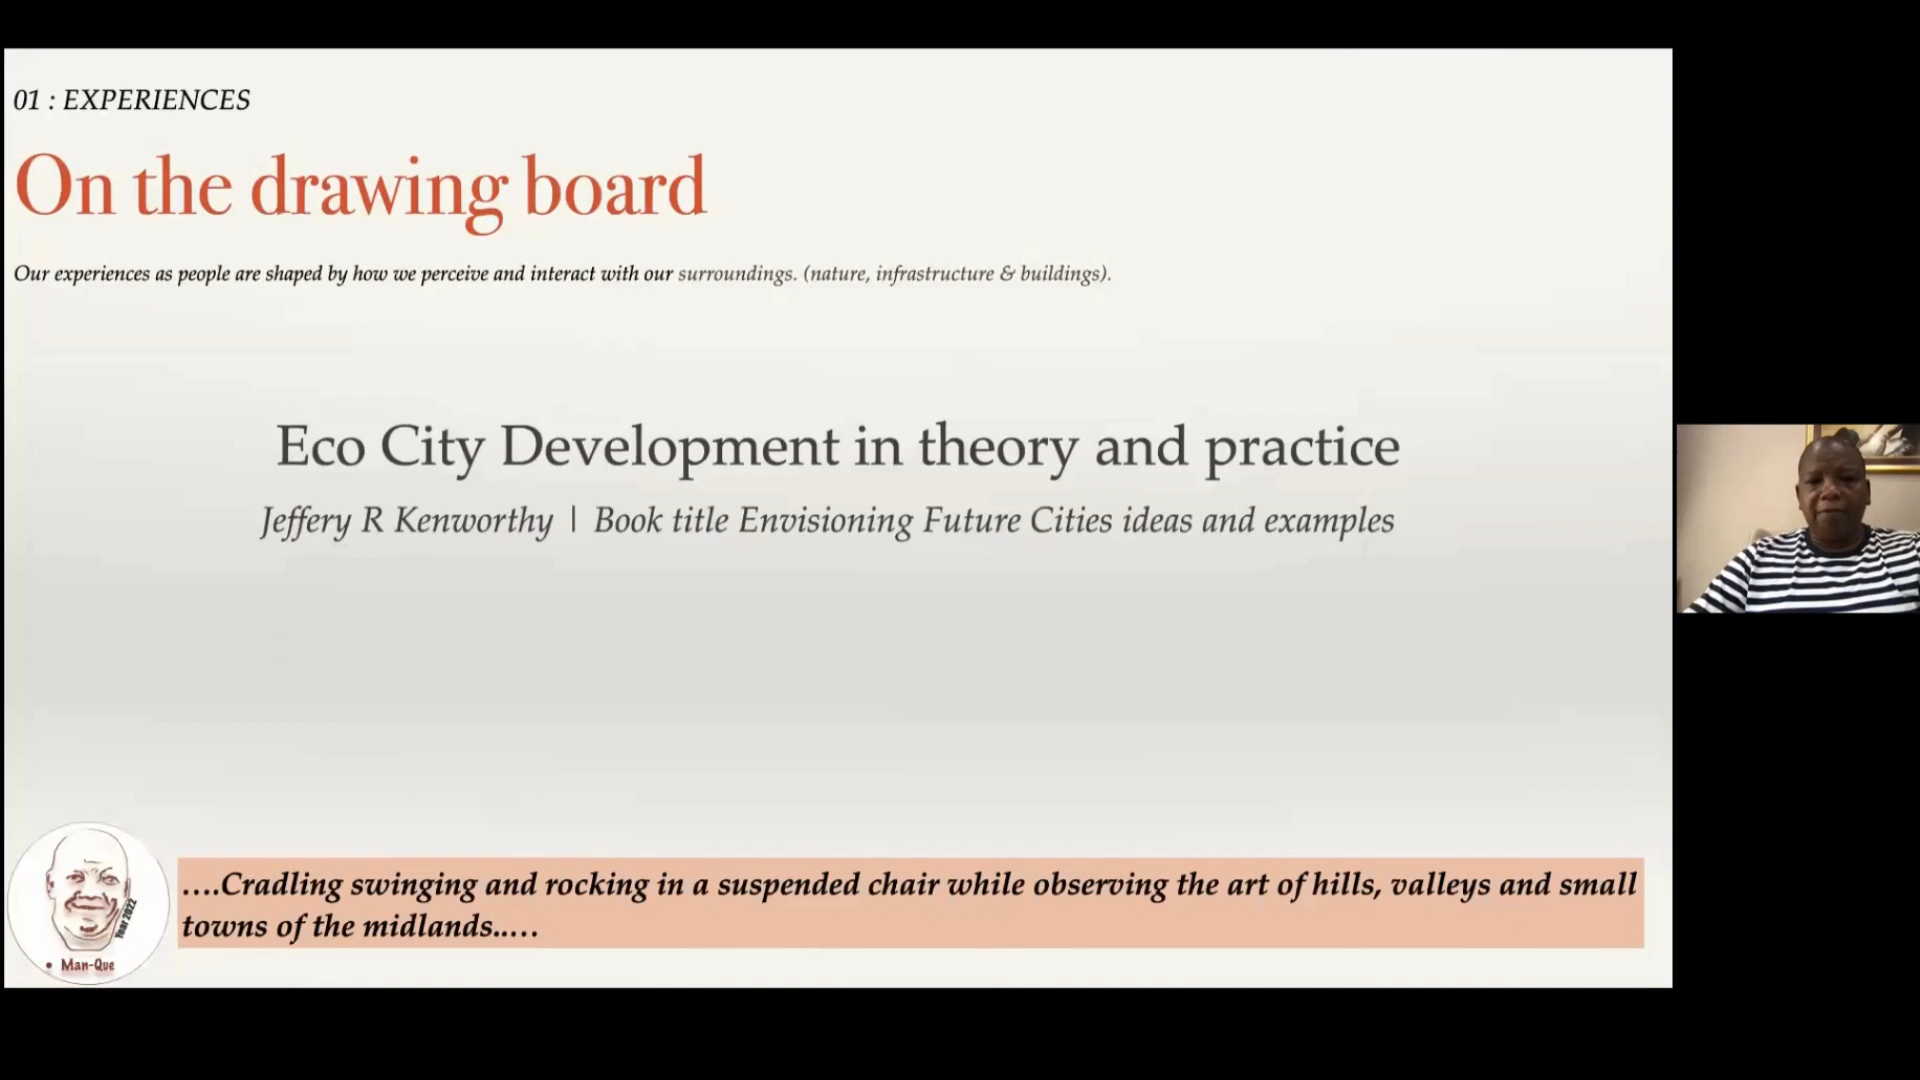 01 : EXPERIENCES
On the drawing board
Our experiences as people are shaped by how we perceive and interact with our surroundings. (nature, infrastructure & buildings).
Eco City Development in theory and practice
Jeffery R Kenworthy | Book title Envisioning Future Cities ideas and examples
....Cradling swinging and rocking in a suspended chair while observing the art of hills, valleys and small
towns of the midlands.....
Year 2022
• Man-Que